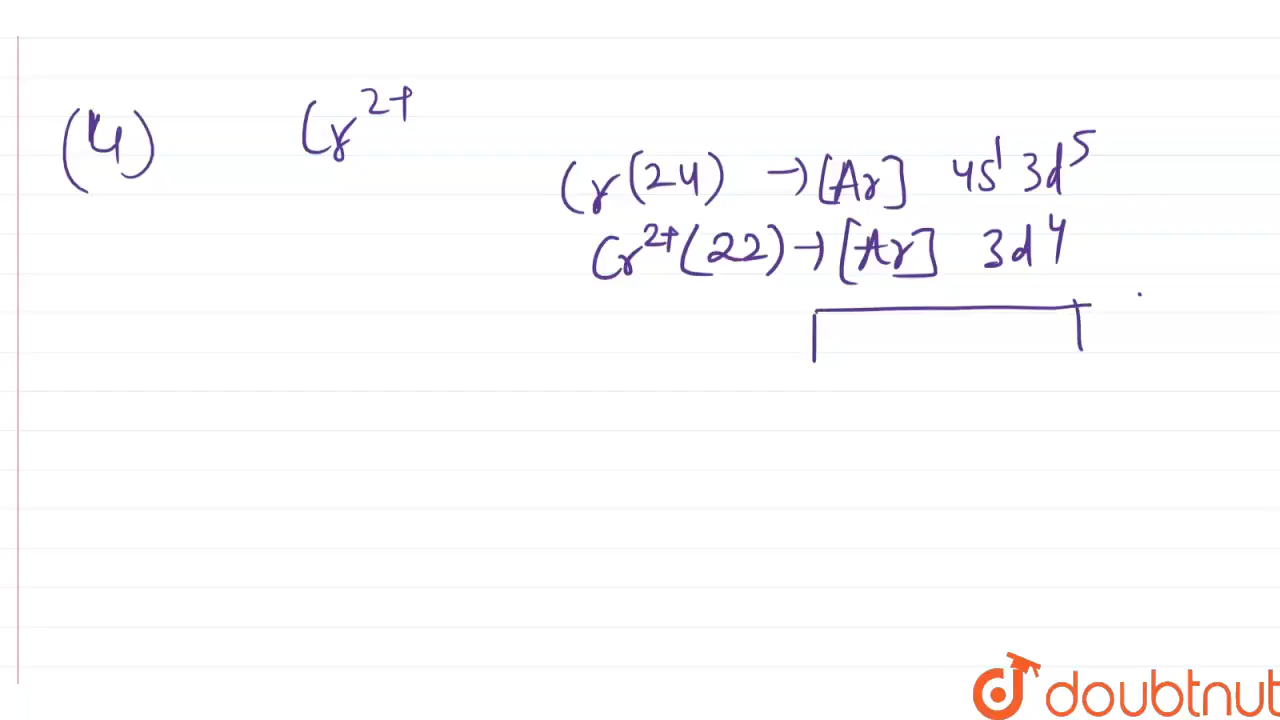 (4) Cr²⁺
Cr(24) → [Ar] 4s¹ 3d⁵
Cr²⁺(22) → [Ar] 3d⁴
doubtnut